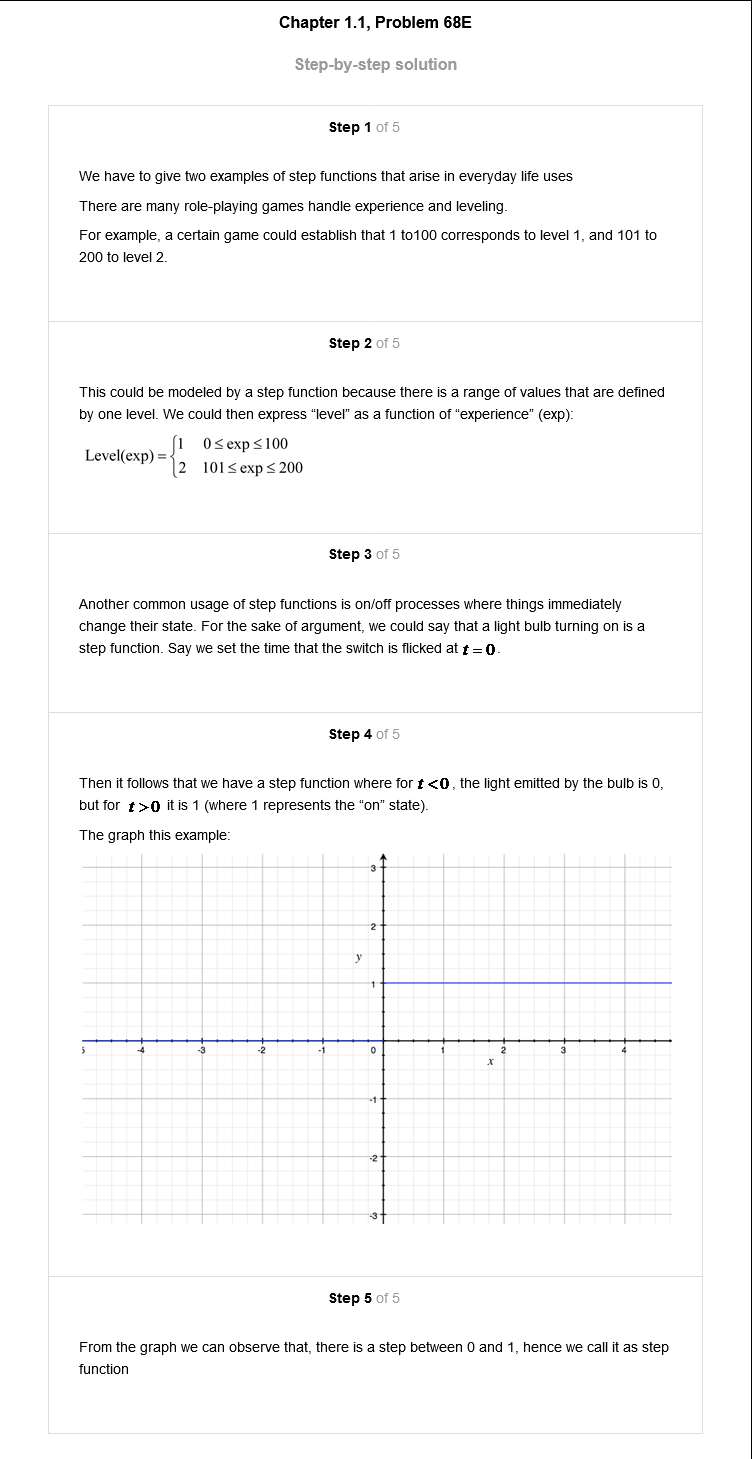 Chapter 1.1, Problem 68E
Step-by-step solution
Step 1 of 5
We have to give two examples of step functions that arise in everyday life uses
There are many role-playing games handle experience and leveling.
For example, a certain game could establish that 1 to100 corresponds to level 1, and 101 to
200 to level 2.
Step 2 of 5
This could be modeled by a step function because there is a range of values that are defined
by one level. We could then express “level” as a function of “experience” (exp):
Level(exp) = { 1 0 ≤ exp ≤ 100
2 101 ≤ exp ≤ 200
Step 3 of 5
Another common usage of step functions is on/off processes where things immediately
change their state. For the sake of argument, we could say that a light bulb turning on is a
step function. Say we set the time that the switch is flicked at t = 0.
Step 4 of 5
Then it follows that we have a step function where for t < 0, the light emitted by the bulb is 0,
but for t > 0 it is 1 (where 1 represents the “on” state).
The graph this example:
3
2
y
1
5 -4 -3 -2 -1 0 1 2 3 4
x
-1
-2
-3
Step 5 of 5
From the graph we can observe that, there is a step between 0 and 1, hence we call it as step
function